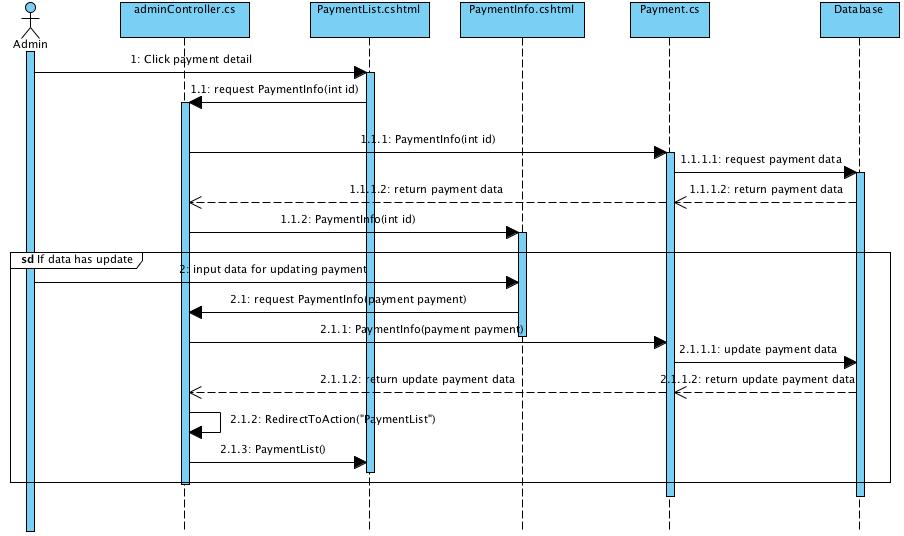 adminController.cs
PaymentList.cshtml
PaymentInfo.cshtml
Payment.cs
Database
Admin
1: Click payment detail
1.1: request PaymentInfo(int id)
1.1.1: PaymentInfo(int id)
1.1.1.1: request payment data
1.1.1.2: return payment data
1.1.1.2: return payment data
1.1.2: PaymentInfo(int id)
sd If data has update
2: input data for updating payment
2.1: request PaymentInfo(payment payment)
2.1.1: PaymentInfo(payment payment)
2.1.1.1: update payment data
2.1.1.2: return update payment data
2.1.1.2: return update payment data
2.1.2: RedirectToAction("PaymentList")
2.1.3: PaymentList()